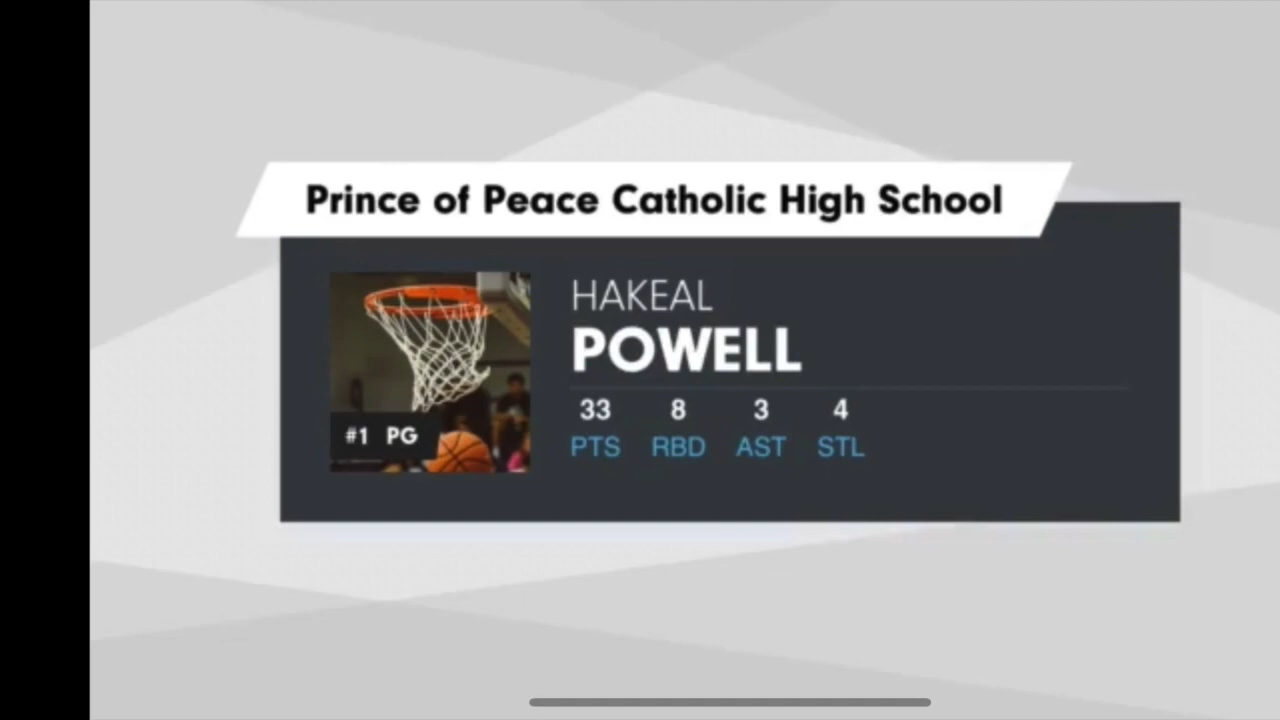 Prince of Peace Catholic High School
HAKEAL
POWELL
#1 PG
33 8 3 4
PTS RBD AST STL